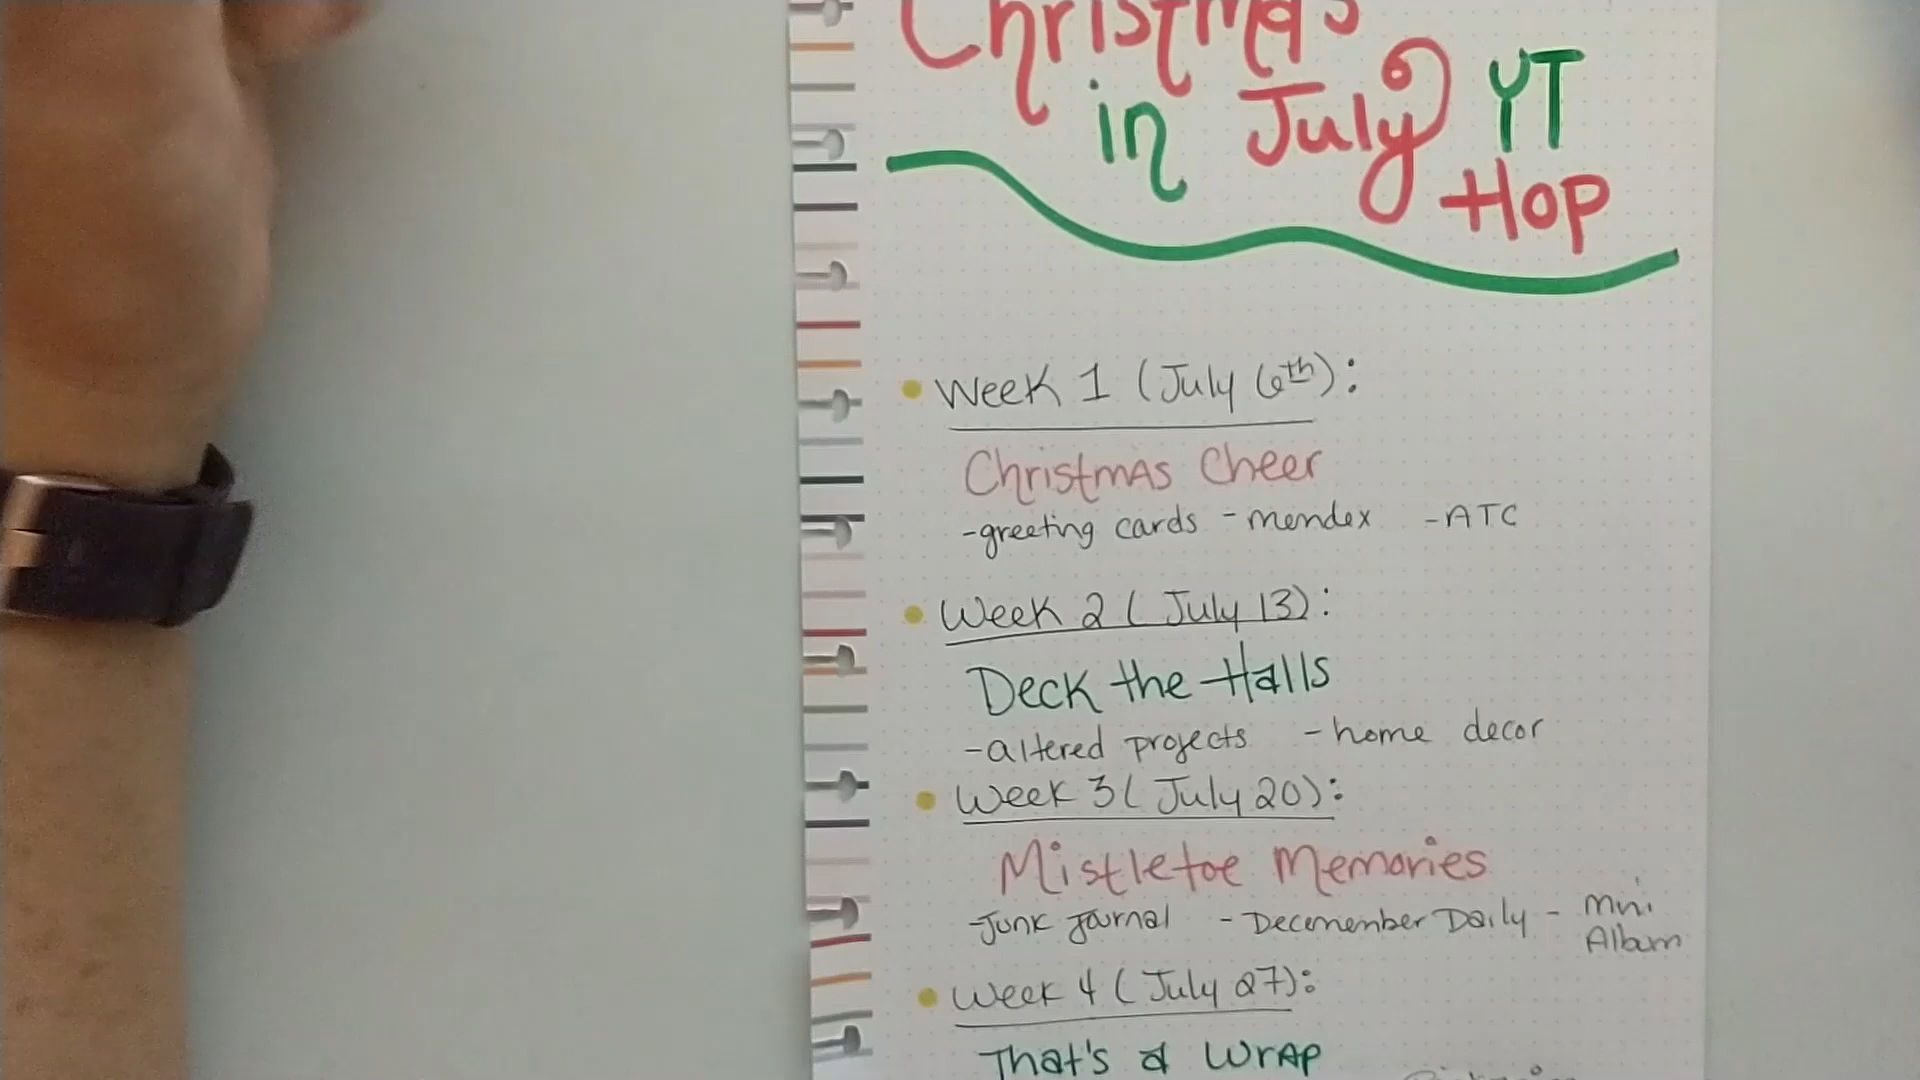 Christmas
in July YT
Hop
Week 1 (July 6th):
Christmas Cheer
-greeting cards -memdex -ATC
Week 2 (July 13):
Deck the Halls
-altered projects -home decor
Week 3 (July 20):
Mistletoe Memories
-Junk Journal -Decemember Daily - Mini
Album
Week 4 (July 27):
That's a Wrap